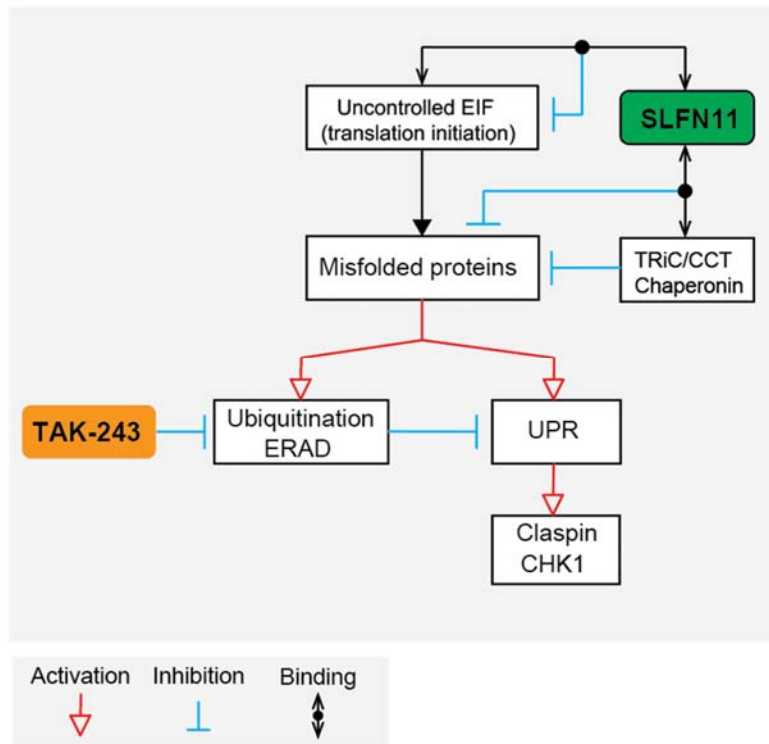 Uncontrolled EIF
(translation initiation)
SLFN11
Misfolded proteins
TRiC/CCT
Chaperonin
TAK-243
Ubiquitination
ERAD
UPR
Claspin
CHK1
Activation Inhibition Binding